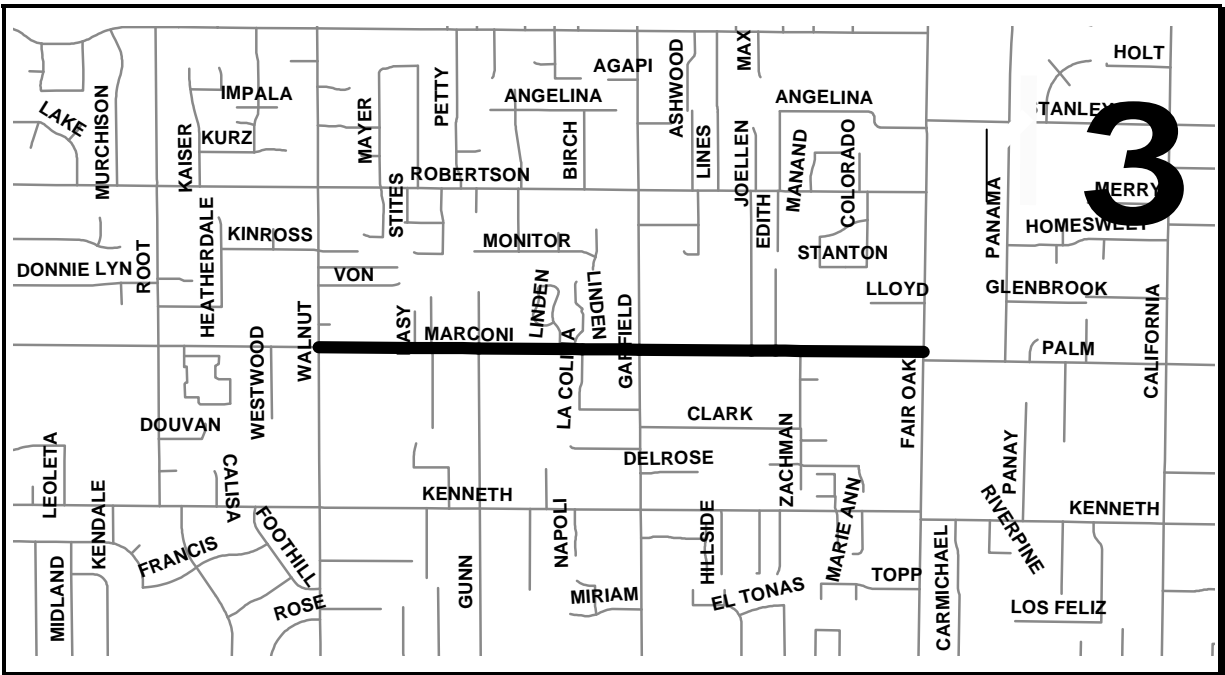 HOLT
MAX
AGAPI
ASHWOOD
IMPALA
PETTY
ANGELINA
ANGELINA
STANLEY
3
LAKE
MURCHISON
KAISER
KURZ
MAYER
BIRCH
LINES
JOELLEN
MANAND
COLORADO
ROBERTSON
STITES
MERRY
PANAMA
HOMESWEET
EDITH
HEATHERDALE
KINROSS
MONITOR
STANTON
ROOT
DONNIE LYN
VON
LINDEN
LINDEN
LLOYD
GLENBROOK
CALIFORNIA
WALNUT
EASY
MARCONI
GARFIELD
PALM
WESTWOOD
LA COLINA
FAIR OAK
CLARK
DOUVAN
ZACHMAN
DELROSE
LEOLETA
CALISA
PANAY
KENNETH
KENNETH
KENDALE
FOOTHILL
NAPOLI
HILLSIDE
MARIE ANN
RIVERPINE
FRANCIS
GUNN
TOPP
CARMICHAEL
MIDLAND
ROSE
MIRIAM
EL TONAS
LOS FELIZ